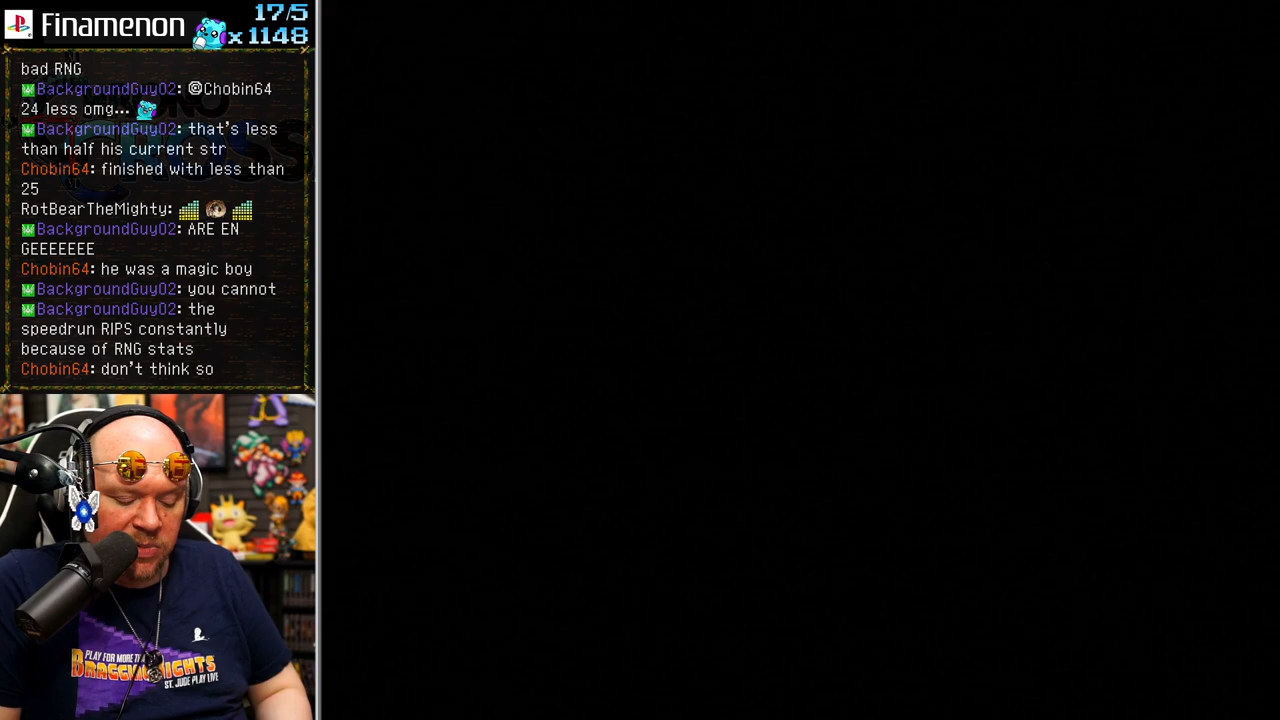 Finamenon
17/5
x 1148
bad RNG
BackgroundGuy02: @Chobin64
24 less omg...
BackgroundGuy02: that's less
than half his current str
Chobin64: finished with less than
25
RotBearTheMighty:
BackgroundGuy02: ARE EN
GEEEEEEE
Chobin64: he was a magic boy
BackgroundGuy02: you cannot
BackgroundGuy02: the
speedrun RIPS constantly
because of RNG stats
Chobin64: don't think so
PLAY FOR MORE
ST. JUDE PLAY LIVE